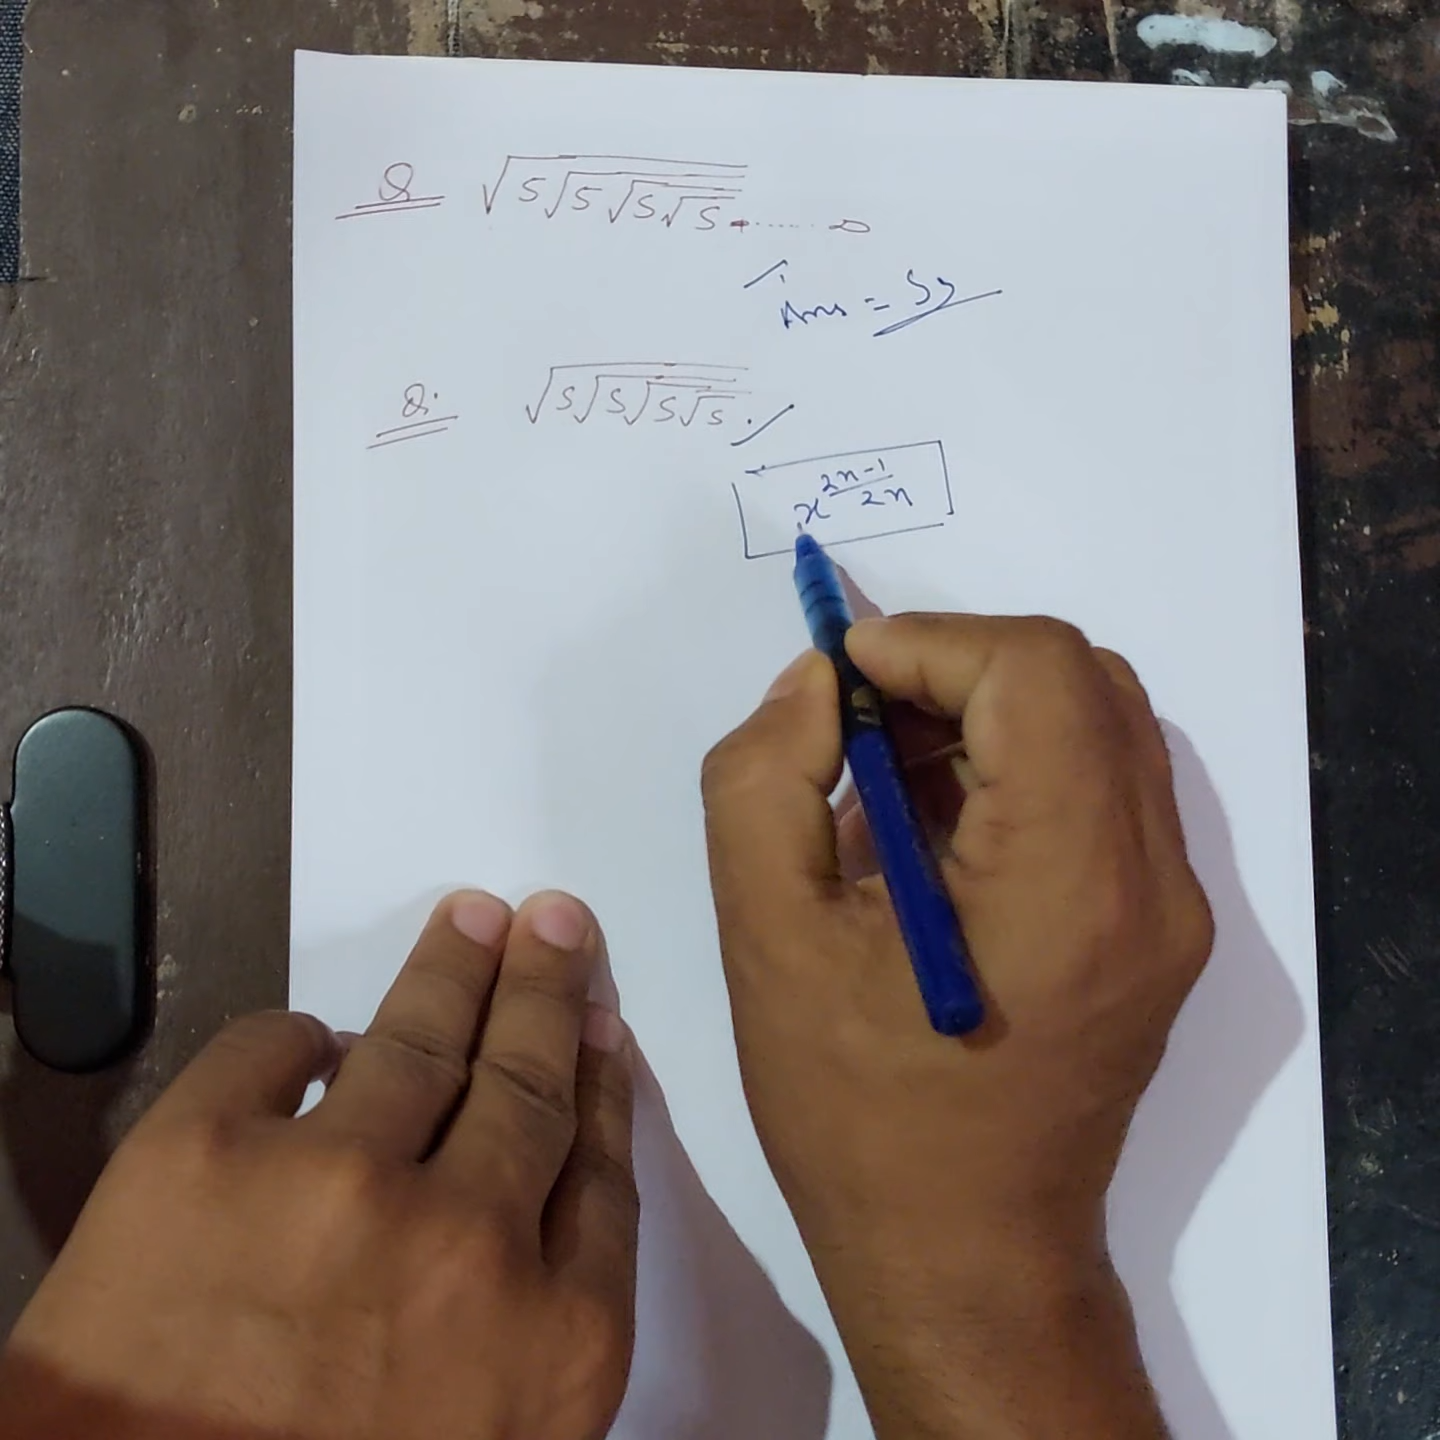 Q √5√5√5√5.......∞
Ans = 5
Q. √5√5√5√5.
x^(2n-1)/2n